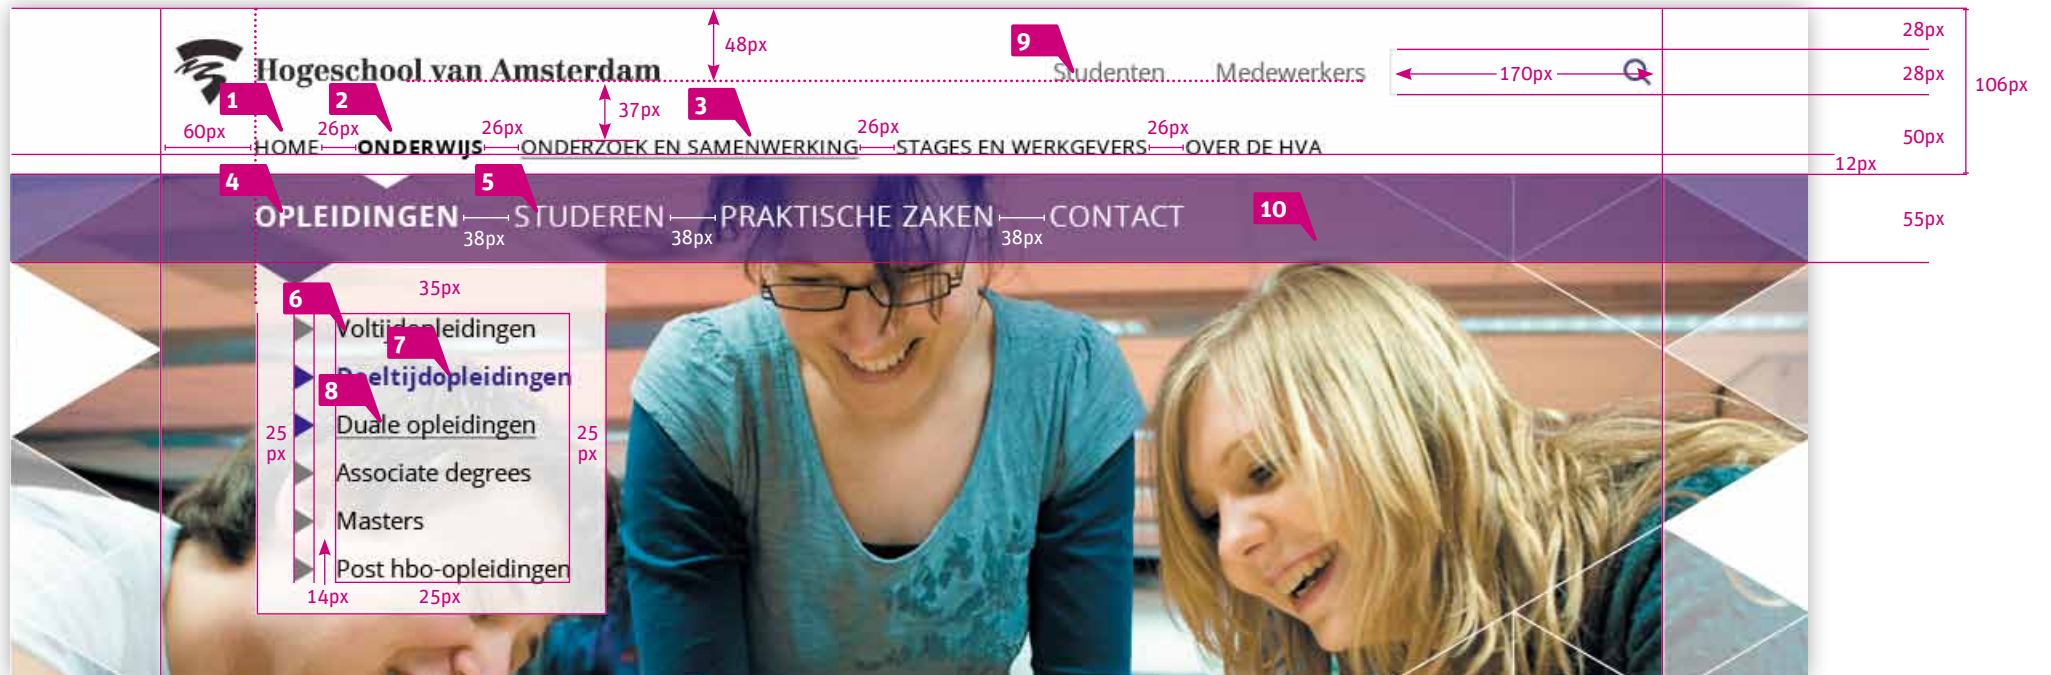 28px
9
48px
Hogeschool van Amsterdam
Studenten Medewerkers
170px
28px
106px
1 2 37px 3
60px 26px 26px 26px 26px
HOME ONDERWIJS ONDERZOEK EN SAMENWERKING STAGES EN WERKGEVERS OVER DE HVA
50px
12px
4 5
10
OPLEIDINGEN STUDEREN PRAKTISCHE ZAKEN CONTACT
55px
38px 38px 38px
35px
6
Voltijdopleidingen
7
Deeltijdopleidingen
8
Duale opleidingen
25 px
25 px
Associate degrees
Masters
Post hbo-opleidingen
14px 25px